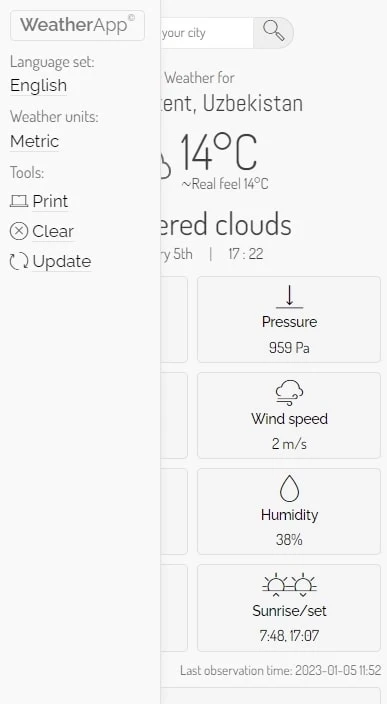 WeatherApp©
Language set:
English
Weather units:
Metric
Tools:
Print
Clear
Update
your city
Weather for
ent, Uzbekistan
14°C
~Real feel 14°C
ered clouds
ry 5th | 17 : 22
Pressure
959 Pa
Wind speed
2 m/s
Humidity
38%
Sunrise/set
7:48, 17:07
Last observation time: 2023-01-05 11:52